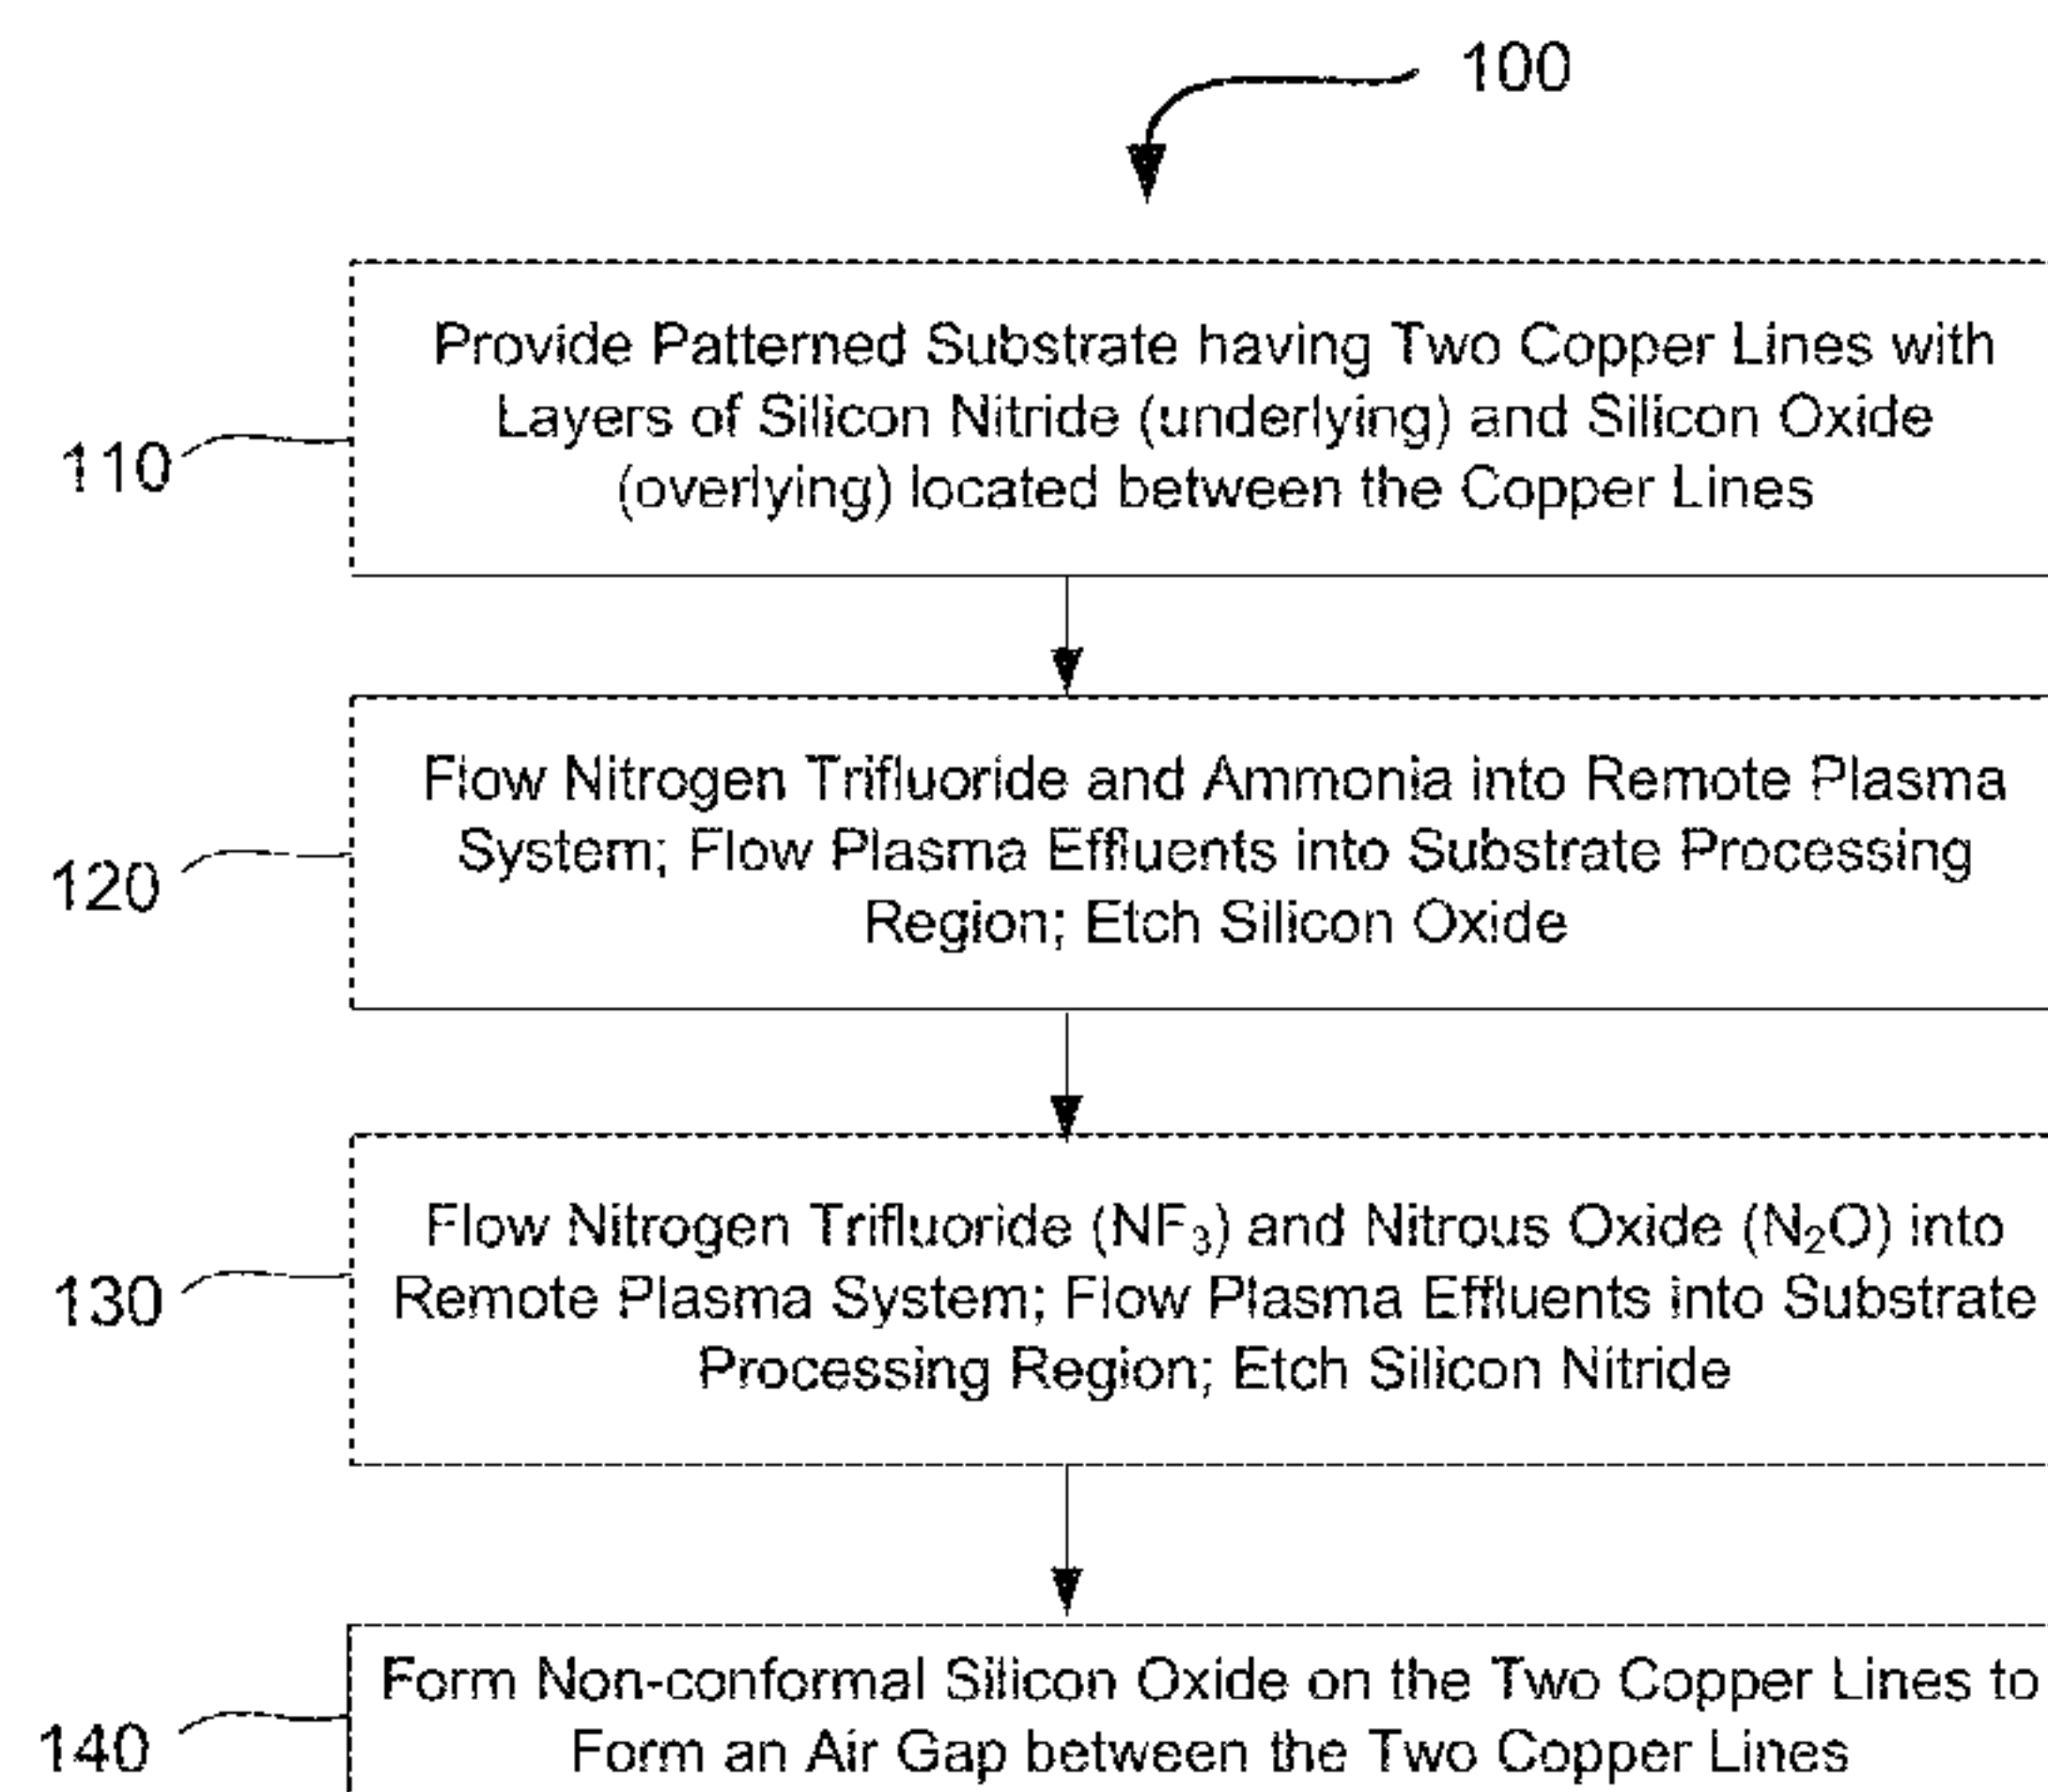 100
Provide Patterned Substrate having Two Copper Lines with
Layers of Silicon Nitride (underlying) and Silicon Oxide
(overlying) located between the Copper Lines
110
Flow Nitrogen Trifluoride and Ammonia into Remote Plasma
System; Flow Plasma Effluents into Substrate Processing
Region; Etch Silicon Oxide
120
Flow Nitrogen Trifluoride (NF₃) and Nitrous Oxide (N₂O) into
Remote Plasma System; Flow Plasma Effluents into Substrate
Processing Region; Etch Silicon Nitride
130
Form Non-conformal Silicon Oxide on the Two Copper Lines to
Form an Air Gap between the Two Copper Lines
140